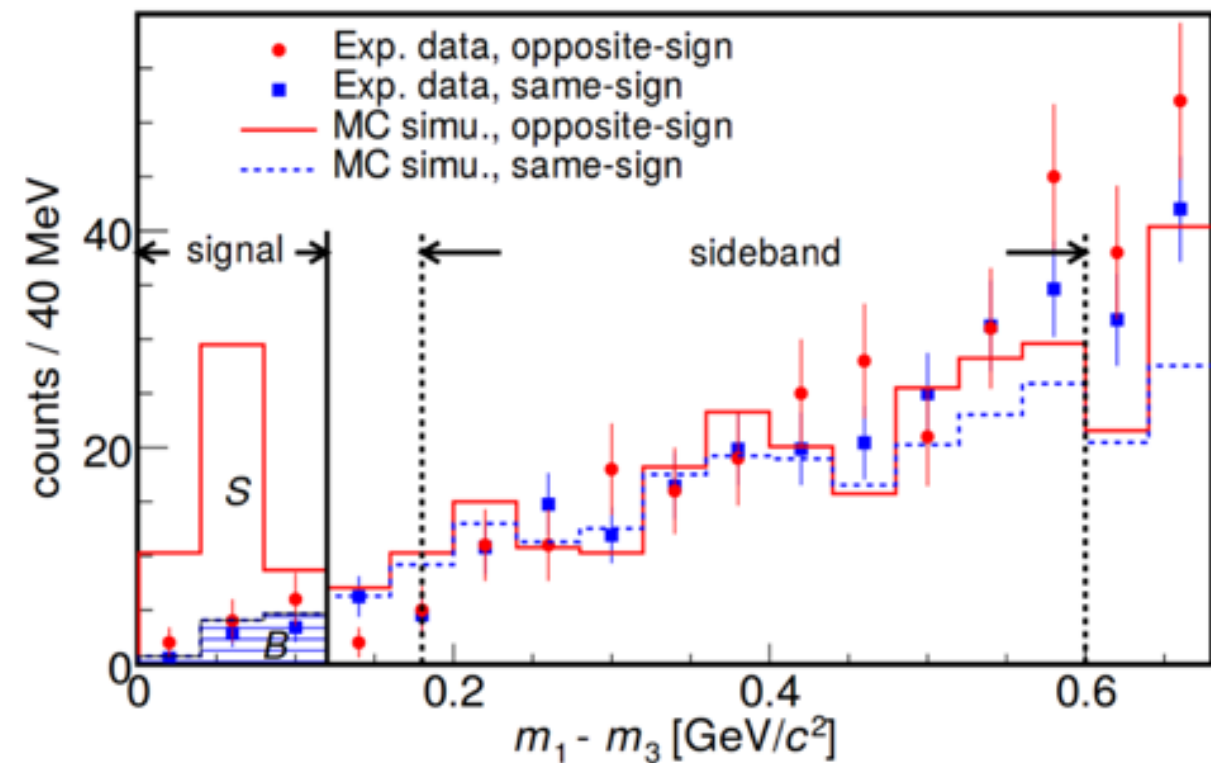 Exp. data, opposite-sign
Exp. data, same-sign
MC simu., opposite-sign
MC simu., same-sign
counts / 40 MeV
40
20
0
signal
sideband
S
B
0 0.2 0.4 0.6
m₁ - m₃ [GeV/c²]